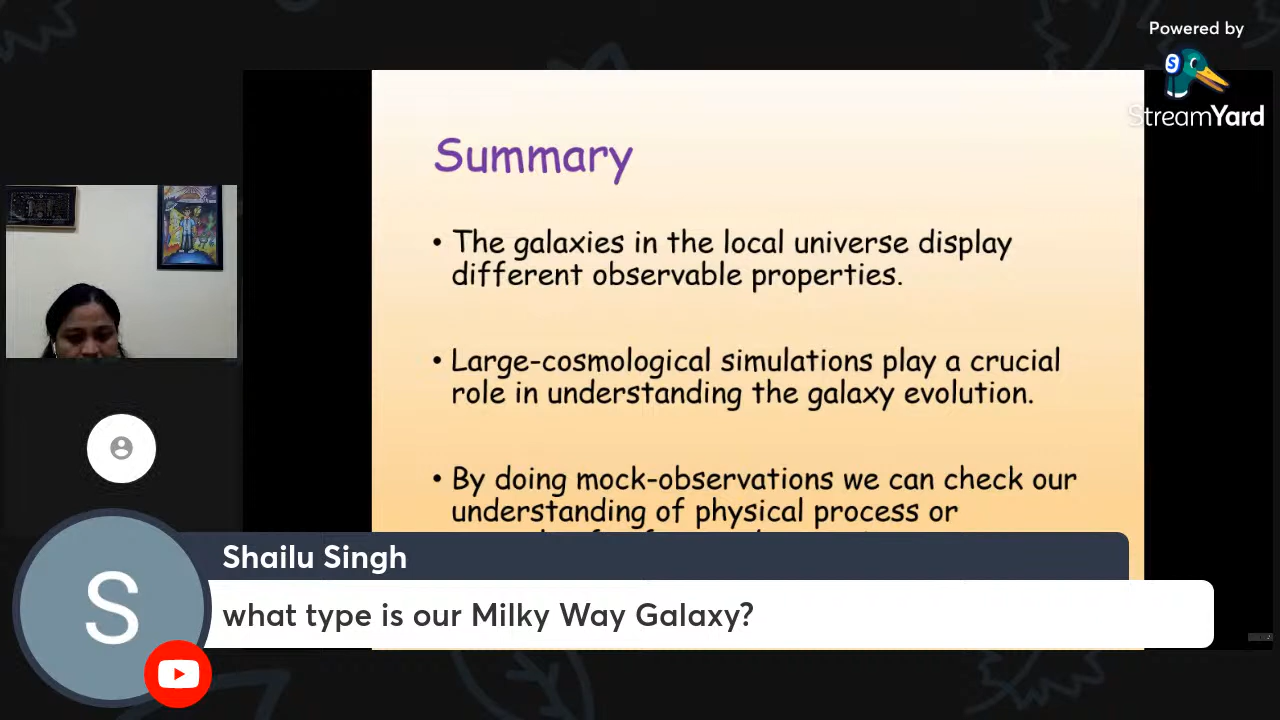 Powered by
StreamYard
Summary
• The galaxies in the local universe display
different observable properties.
• Large-cosmological simulations play a crucial
role in understanding the galaxy evolution.
• By doing mock-observations we can check our
understanding of physical process or
S
Shailu Singh
what type is our Milky Way Galaxy?